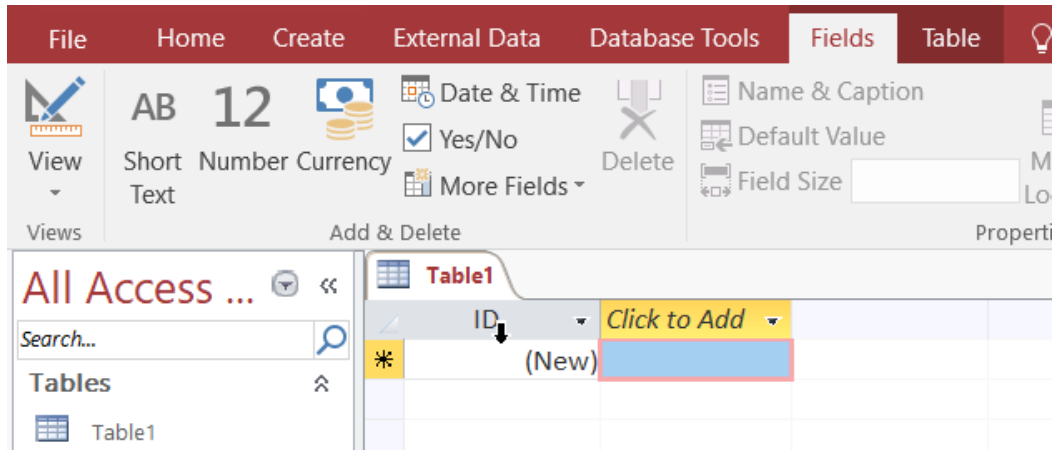 File Home Create External Data Database Tools Fields Table
AB 12 Date & Time Name & Caption
Yes/No Default Value
View Short Text Number Currency More Fields Delete Field Size
Views Add & Delete
All Access ... « Table1
ID Click to Add
Search...
(New)
Tables
Table1